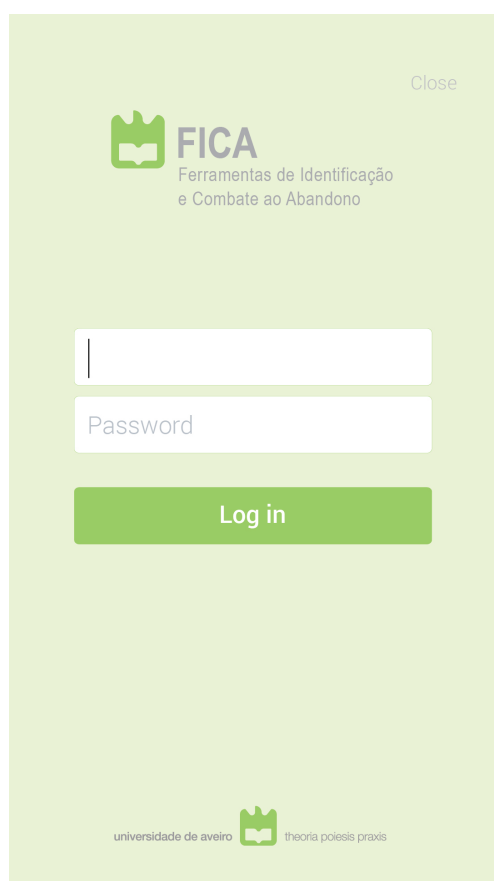 Close
FICA
Ferramentas de Identificação
e Combate ao Abandono
Password
Log in
universidade de aveiro theoria poiesis praxis